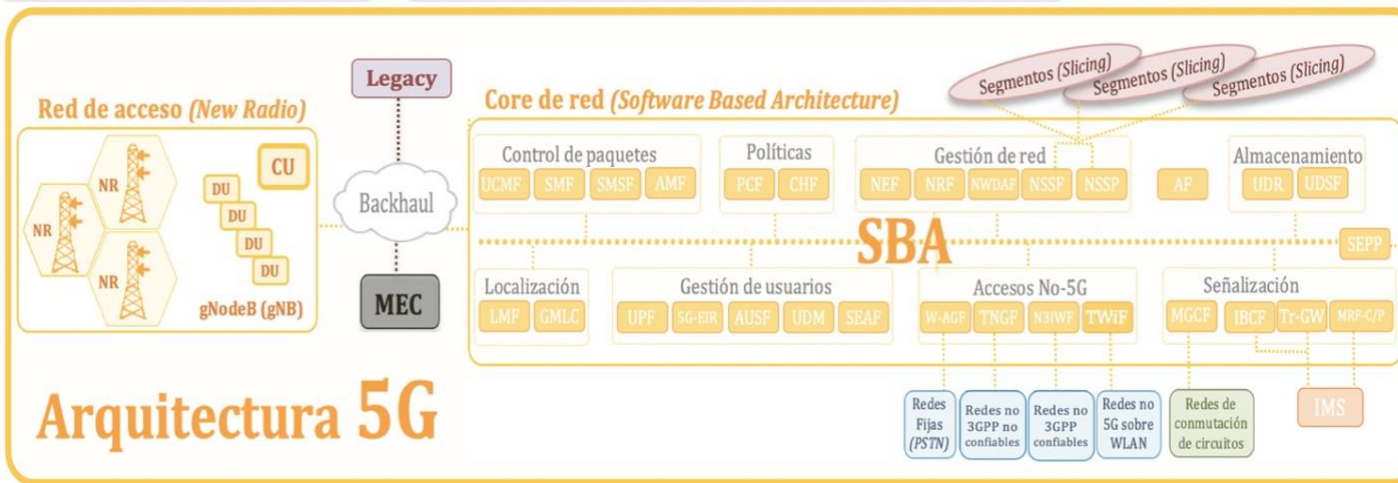 Segmentos (Slicing)
Segmentos (Slicing)
Segmentos (Slicing)
Legacy
Red de acceso (New Radio)
Core de red (Software Based Architecture)
NR
NR
NR
DU
DU
DU
DU
CU
gNodeB (gNB)
Backhaul
MEC
Control de paquetes
UCMF SMF SMSF AMF
Políticas
PCF CHF
Gestión de red
NEF NRF NWDAF NSSF NSSP
AF
Almacenamiento
UDR UDSF
SBA
SEPP
Localización
LMF GMLC
Gestión de usuarios
UPF 5G-EIR AUSF UDM SEAF
Accesos No-5G
W-AGF TNGF N3IWF TWiF
Señalización
MGCF IBCF Tr-GW MRF-C/P
Redes
Fijas
(PSTN)
Redes no
3GPP no
confiables
Redes no
3GPP
confiables
Redes no
5G sobre
WLAN
Redes de
conmutación
de circuitos
IMS
Arquitectura 5G